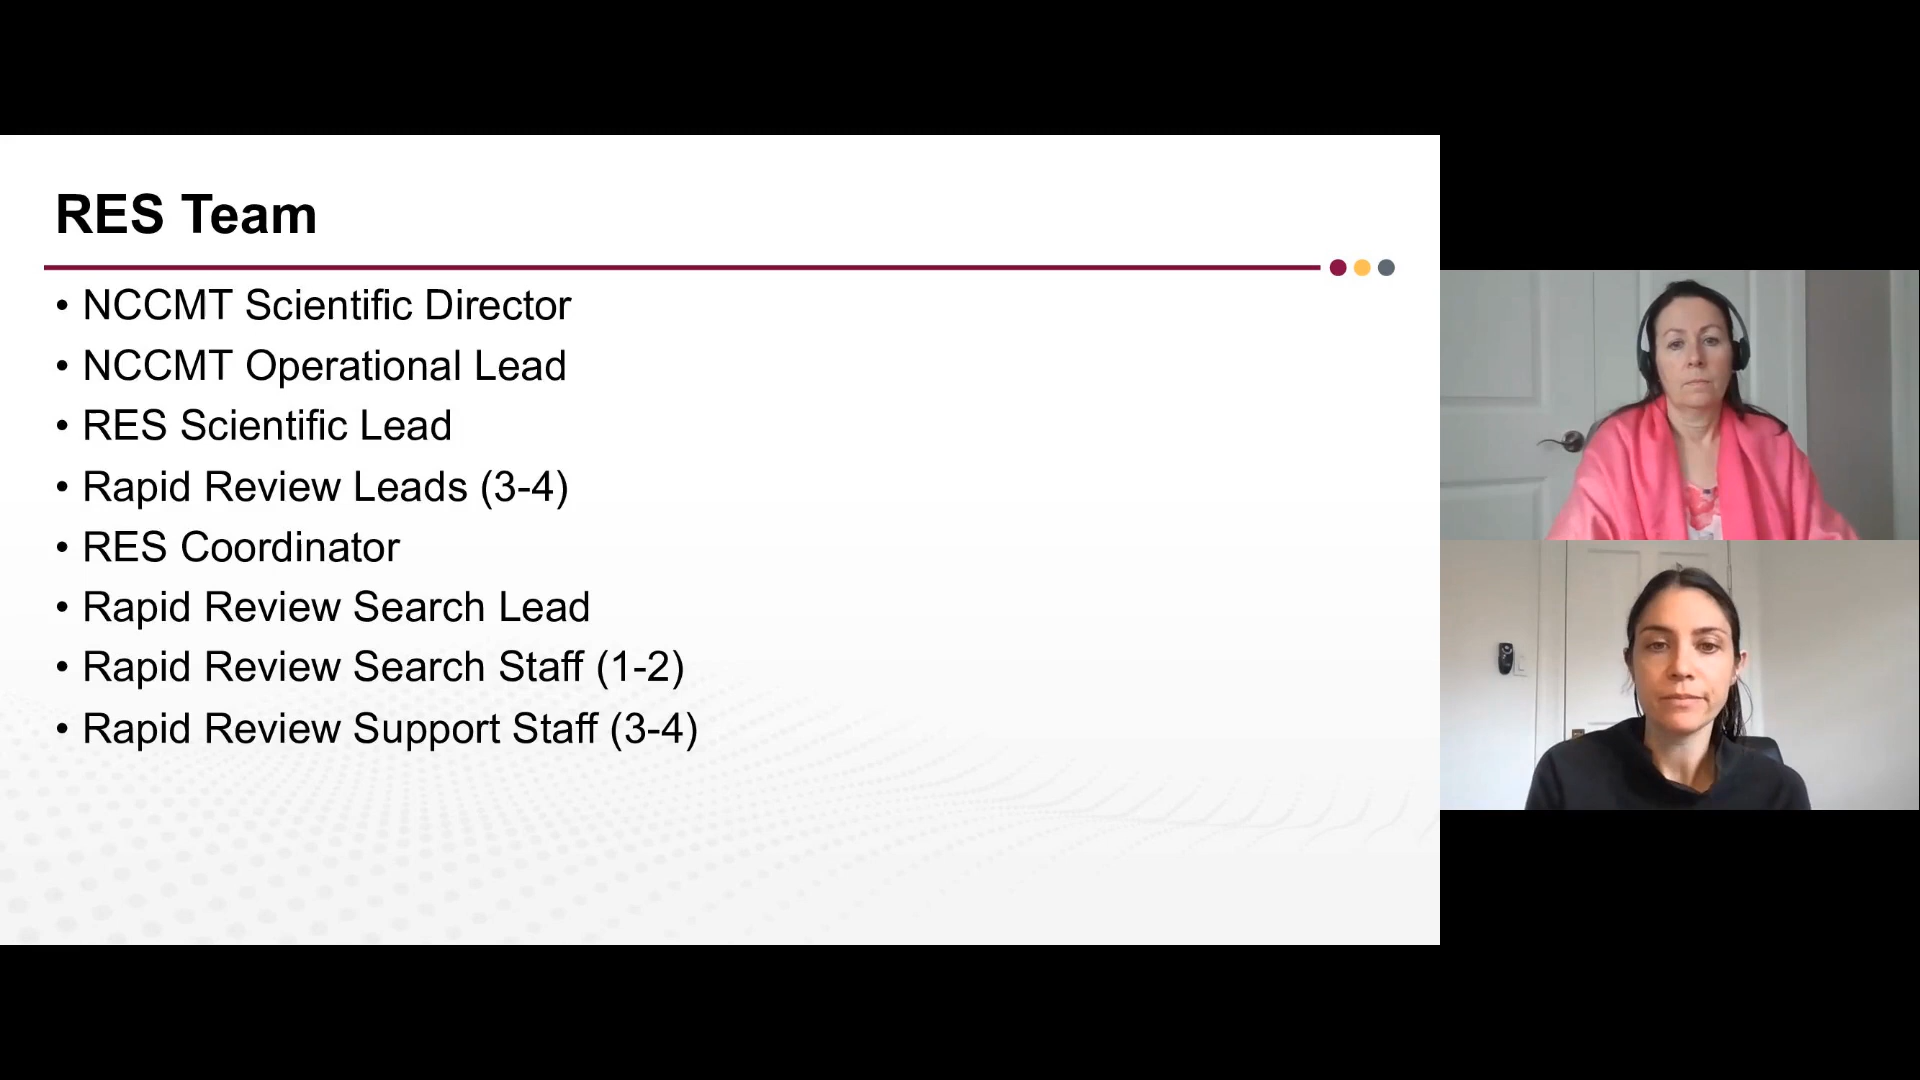 RES Team
• NCCMT Scientific Director
• NCCMT Operational Lead
• RES Scientific Lead
• Rapid Review Leads (3-4)
• RES Coordinator
• Rapid Review Search Lead
• Rapid Review Search Staff (1-2)
• Rapid Review Support Staff (3-4)